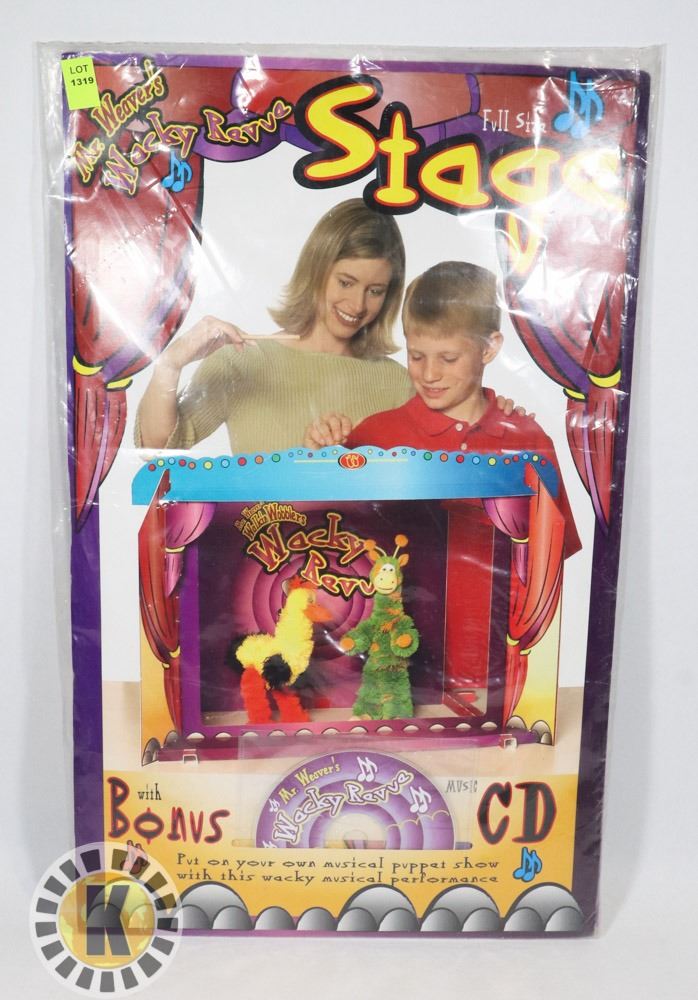 LOT
1319
Mr. Weaver's
Wacky Revue
Full Size
Stage
Wacky
Revue
Mr. Weaver's
Wacky Revue
with
Bonus
MUSIC
CD
Put on your own musical puppet show
with this wacky musical performance
K